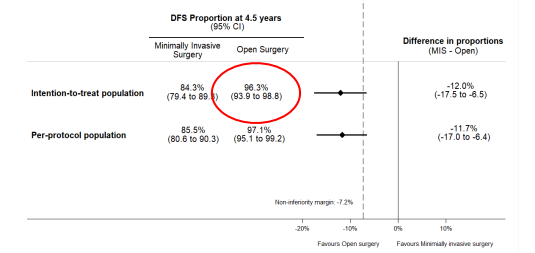 DFS Proportion at 4.5 years
(95% CI)
Minimally Invasive Surgery
Open Surgery
Difference in proportions
(MIS - Open)
Intention-to-treat population
84.3%
(79.4 to 89.3)
96.3%
(93.9 to 98.8)
-12.0%
(-17.5 to -6.5)
Per-protocol population
85.5%
(80.6 to 90.3)
97.1%
(95.1 to 99.2)
-11.7%
(-17.0 to -6.4)
Non-inferiority margin: -7.2%
-20%
-10%
0%
10%
Favours Open surgery
Favours Minimially invasive surgery